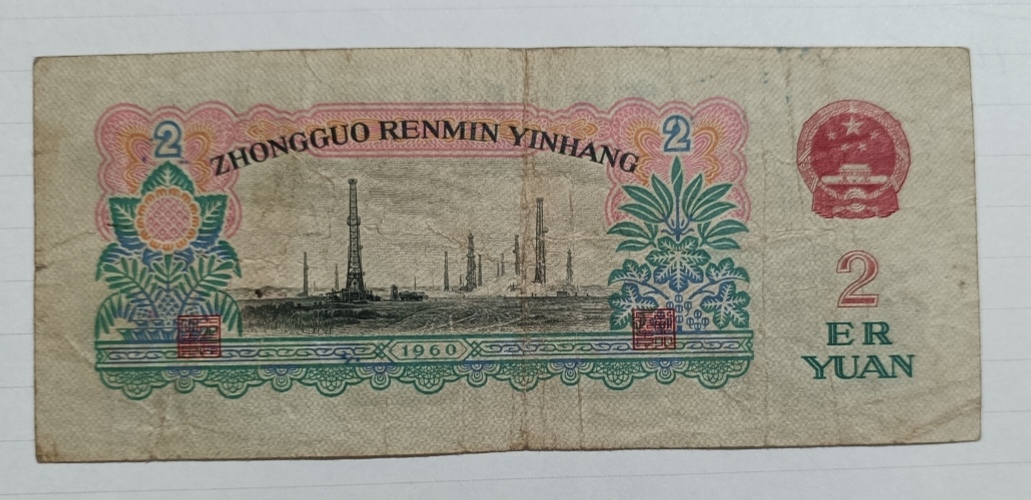 2
2
ZHONGGUO RENMIN YINHANG
1960
2
ER
YUAN